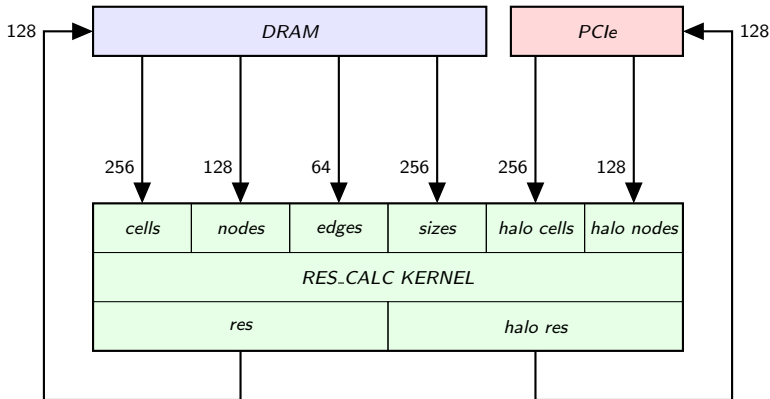 128 DRAM PCIe 128
256 128 64 256 256 128
cells nodes edges sizes halo cells halo nodes
RES_CALC KERNEL
res halo res